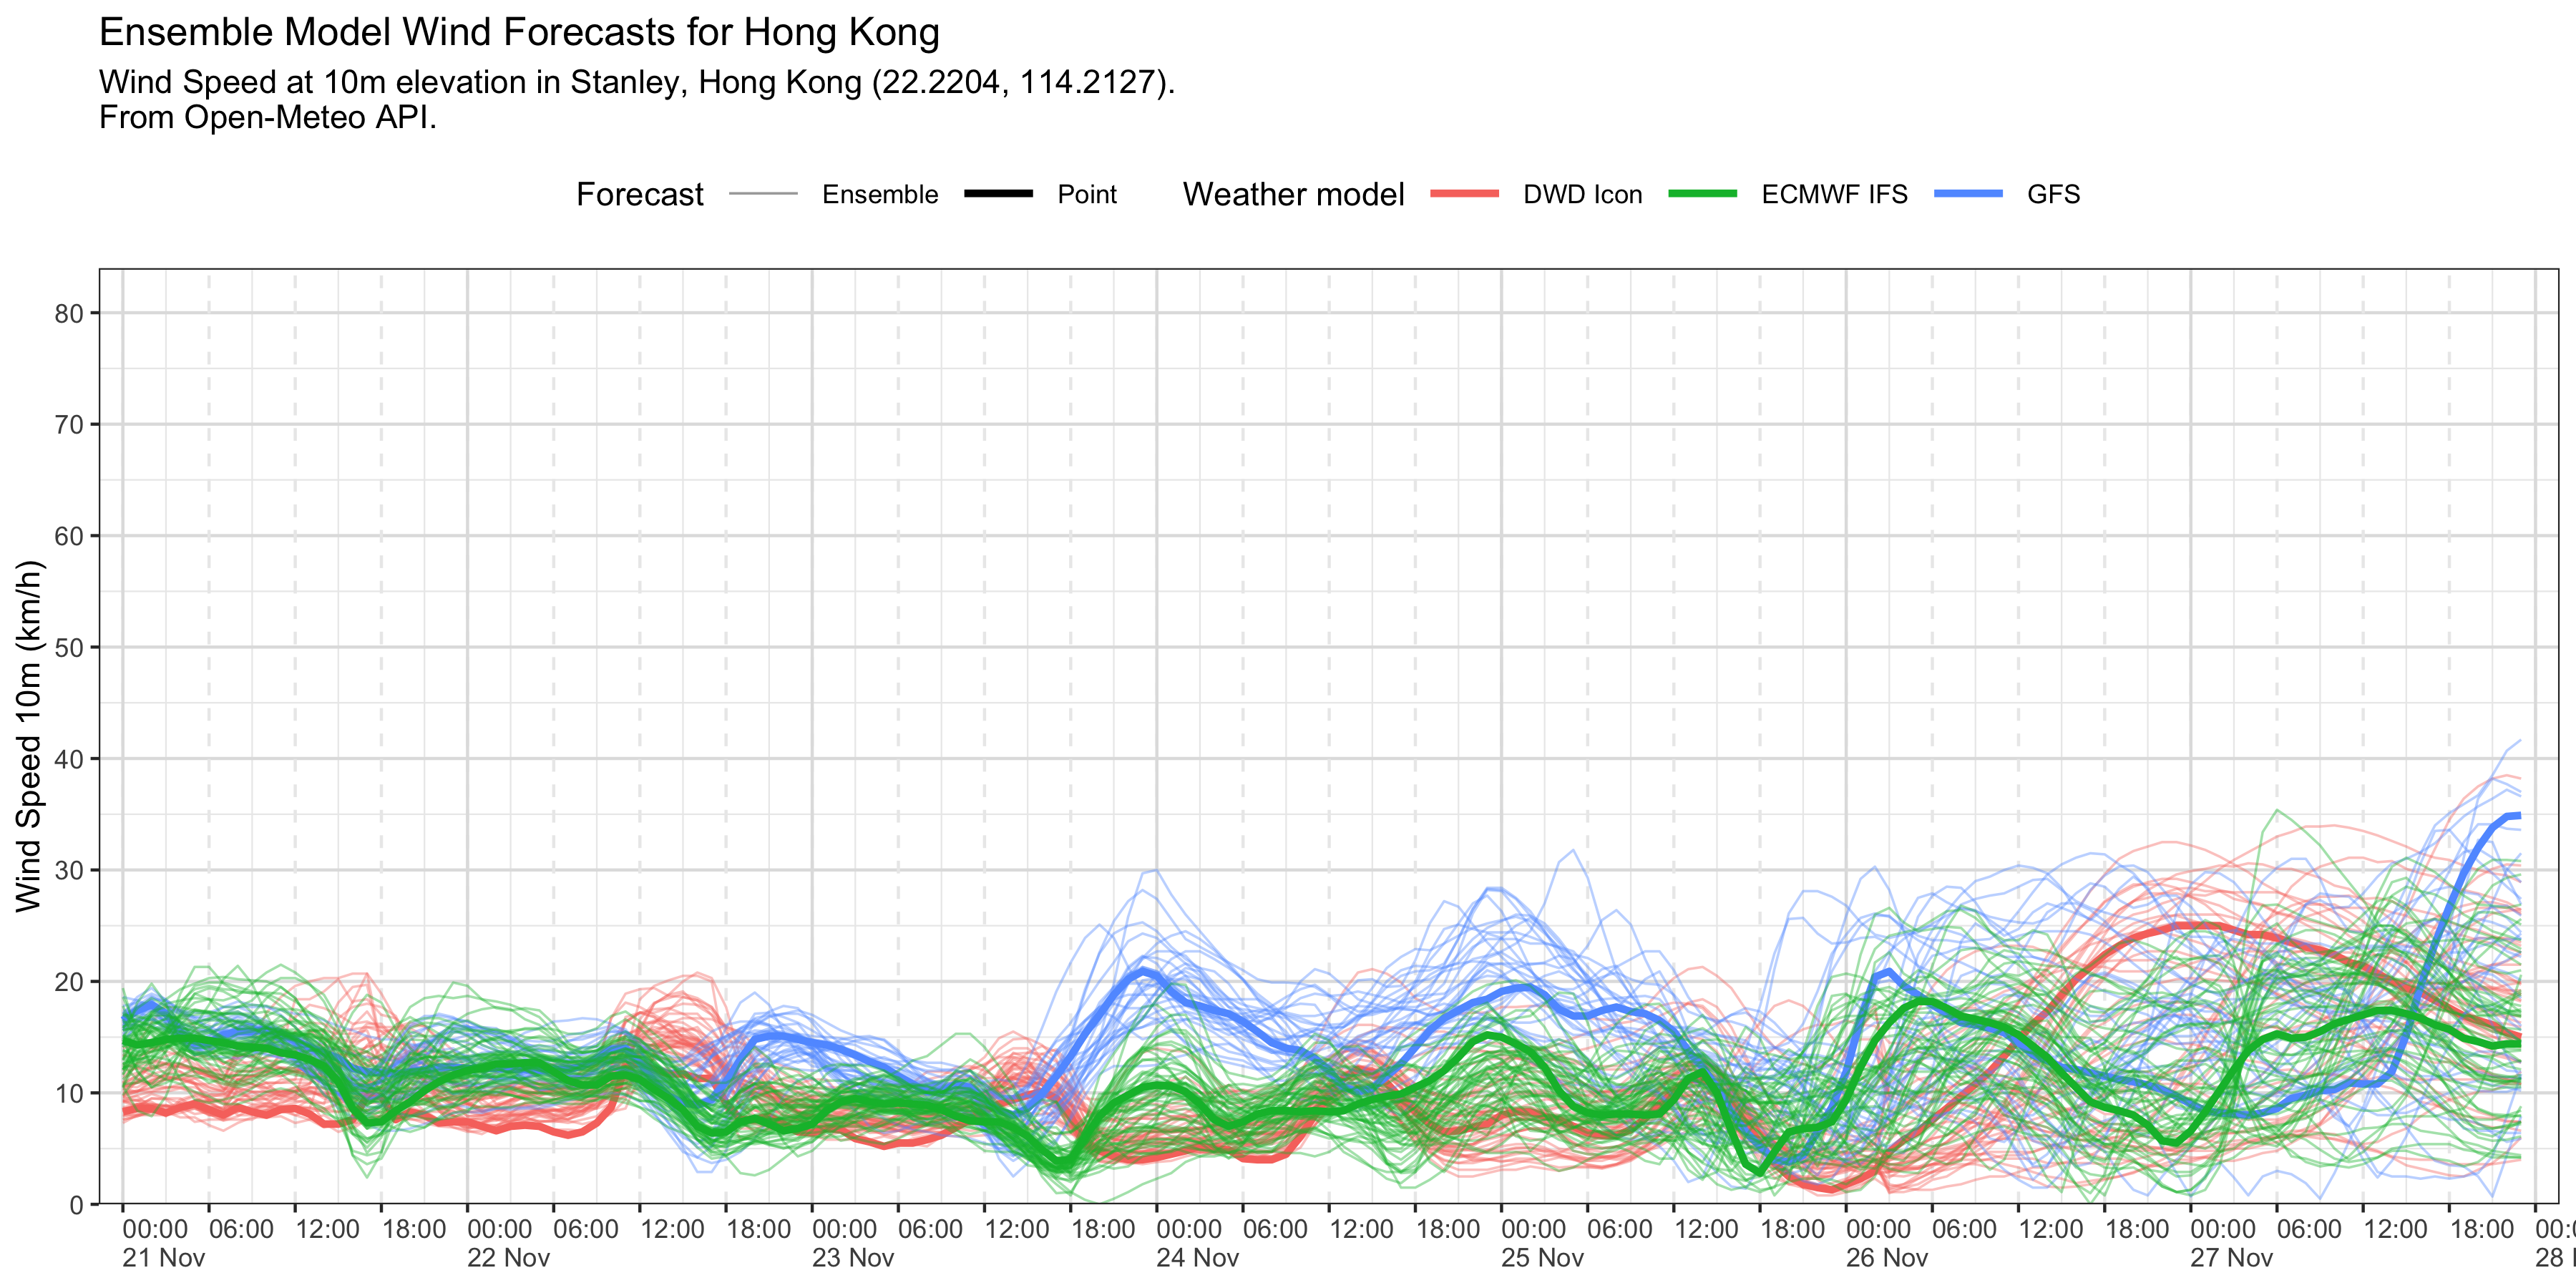 Ensemble Model Wind Forecasts for Hong Kong
Wind Speed at 10m elevation in Stanley, Hong Kong (22.2204, 114.2127).
From Open-Meteo API.
Forecast Ensemble Point Weather model DWD Icon ECMWF IFS GFS
Wind Speed 10m (km/h)
80
70
60
50
40
30
20
10
0
00:00 06:00 12:00 18:00 00:00 06:00 12:00 18:00 00:00 06:00 12:00 18:00 00:00 06:00 12:00 18:00 00:00 06:00 12:00 18:00 00:00 06:00 12:00 18:00 00:00 06:00 12:00 18:00
21 Nov 22 Nov 23 Nov 24 Nov 25 Nov 26 Nov 27 Nov 28